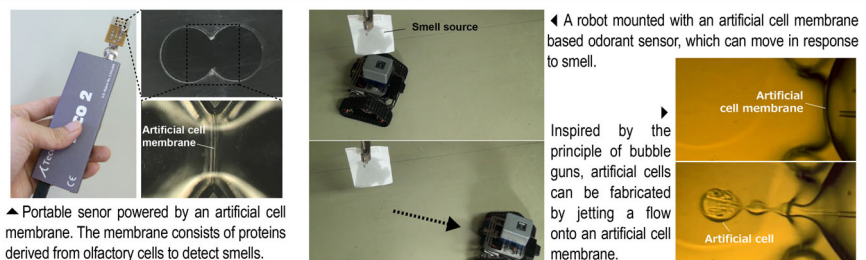 Artificial cell
membrane
▲ Portable senor powered by an artificial cell
membrane. The membrane consists of proteins
derived from olfactory cells to detect smells.
Smell source
◀ A robot mounted with an artificial cell membrane
based odorant sensor, which can move in response
to smell.
▶
Inspired by the
principle of bubble
guns, artificial cells
can be fabricated
by jetting a flow
onto an artificial cell
membrane.
Artificial
cell membrane
Artificial cell